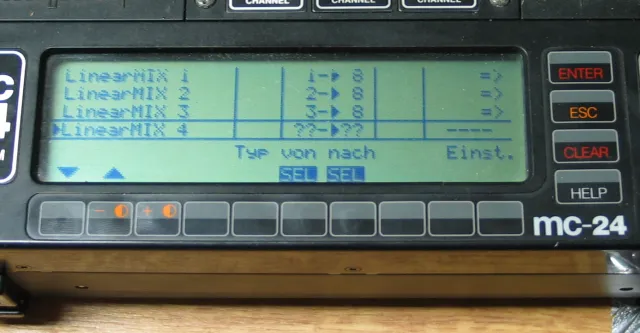 CHANNEL CHANNEL CHANNEL
LinearMIX 1 1-▶ 8 =>
LinearMIX 2 2-▶ 8 =>
LinearMIX 3 3-▶ 8 =>
▶LinearMIX 4 ??-▶?? ----
Typ von nach Einst.
SEL SEL
ENTER
ESC
CLEAR
HELP
- +
mc-24